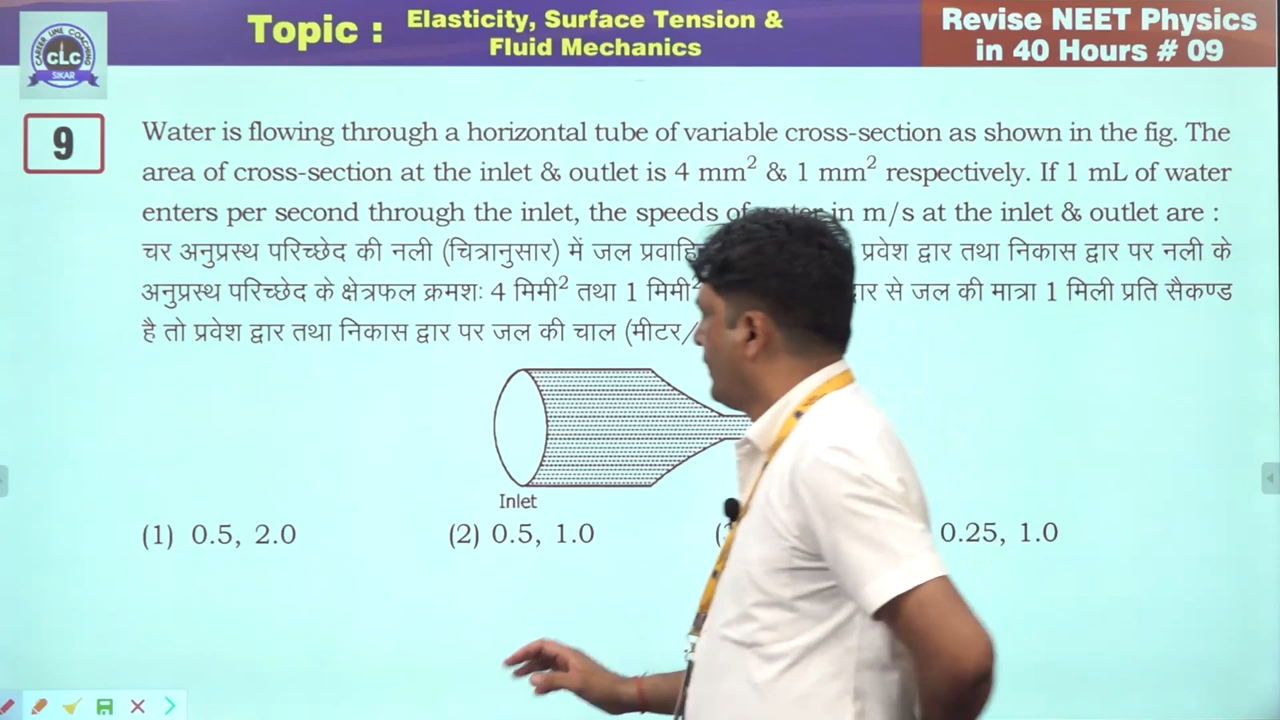 Topic : Elasticity, Surface Tension &
Fluid Mechanics
Revise NEET Physics
in 40 Hours # 09
CAREER LINE COACHING
CLC
SIKAR
9
Water is flowing through a horizontal tube of variable cross-section as shown in the fig. The
area of cross-section at the inlet & outlet is 4 mm² & 1 mm² respectively. If 1 mL of water
enters per second through the inlet, the speeds of water in m/s at the inlet & outlet are :
चर अनुप्रस्थ परिच्छेद की नली (चित्रानुसार) में जल प्रवेश द्वार तथा निकास द्वार पर नली के
अनुप्रस्थ परिच्छेद के क्षेत्रफल क्रमशः 4 मिमी² तथा 1 मिमी² से जल की मात्रा 1 मिली प्रति सैकण्ड
है तो प्रवेश द्वार तथा निकास द्वार पर जल की चाल (मीटर/
Inlet
(1) 0.5, 2.0 (2) 0.5, 1.0 0.25, 1.0